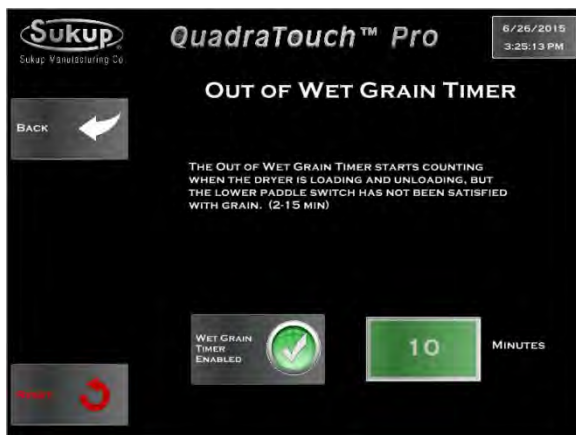 Sukup
Sukup Manufacturing Co.
QuadraTouch™ Pro
6/26/2015
3:25:13 PM
OUT OF WET GRAIN TIMER
BACK
THE OUT OF WET GRAIN TIMER STARTS COUNTING
WHEN THE DRYER IS LOADING AND UNLOADING, BUT
THE LOWER PADDLE SWITCH HAS NOT BEEN SATISFIED
WITH GRAIN. (2-15 MIN)
WET GRAIN
TIMER
ENABLED
10
MINUTES
RESET